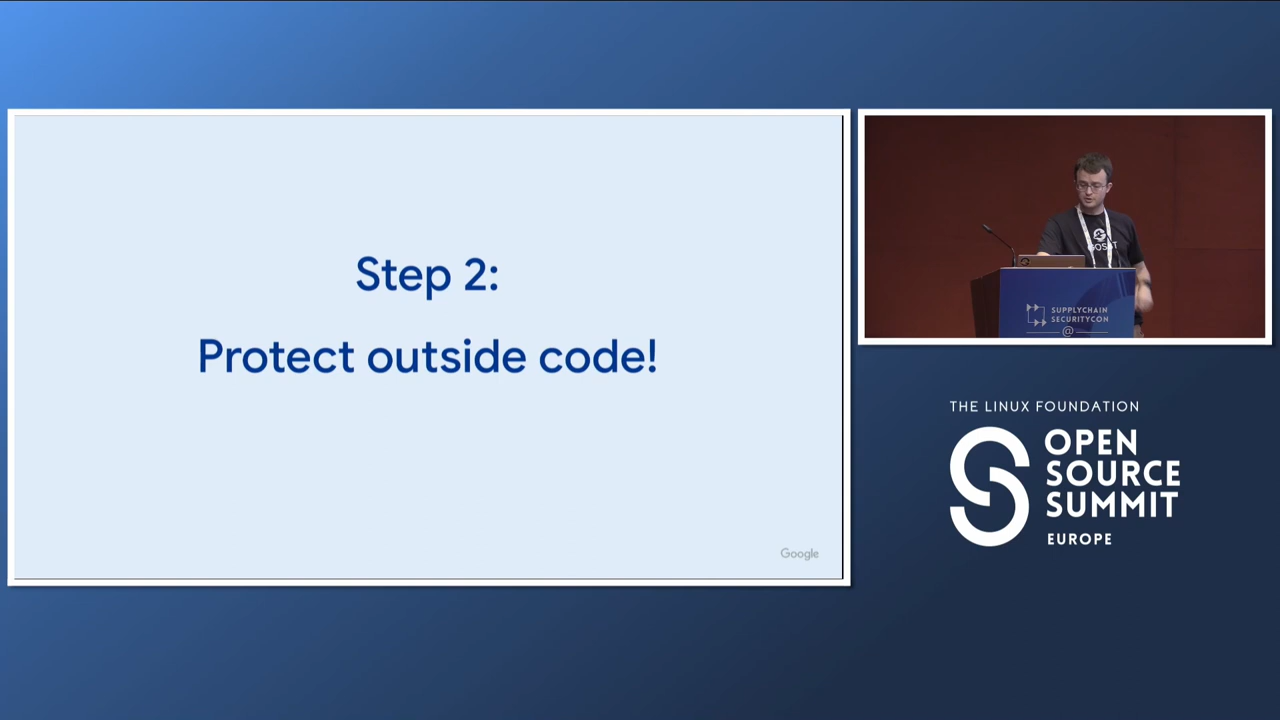 Step 2:
Protect outside code!
Google
SUPPLYCHAIN
SECURITYCON
@
THE LINUX FOUNDATION
OPEN
SOURCE
SUMMIT
EUROPE